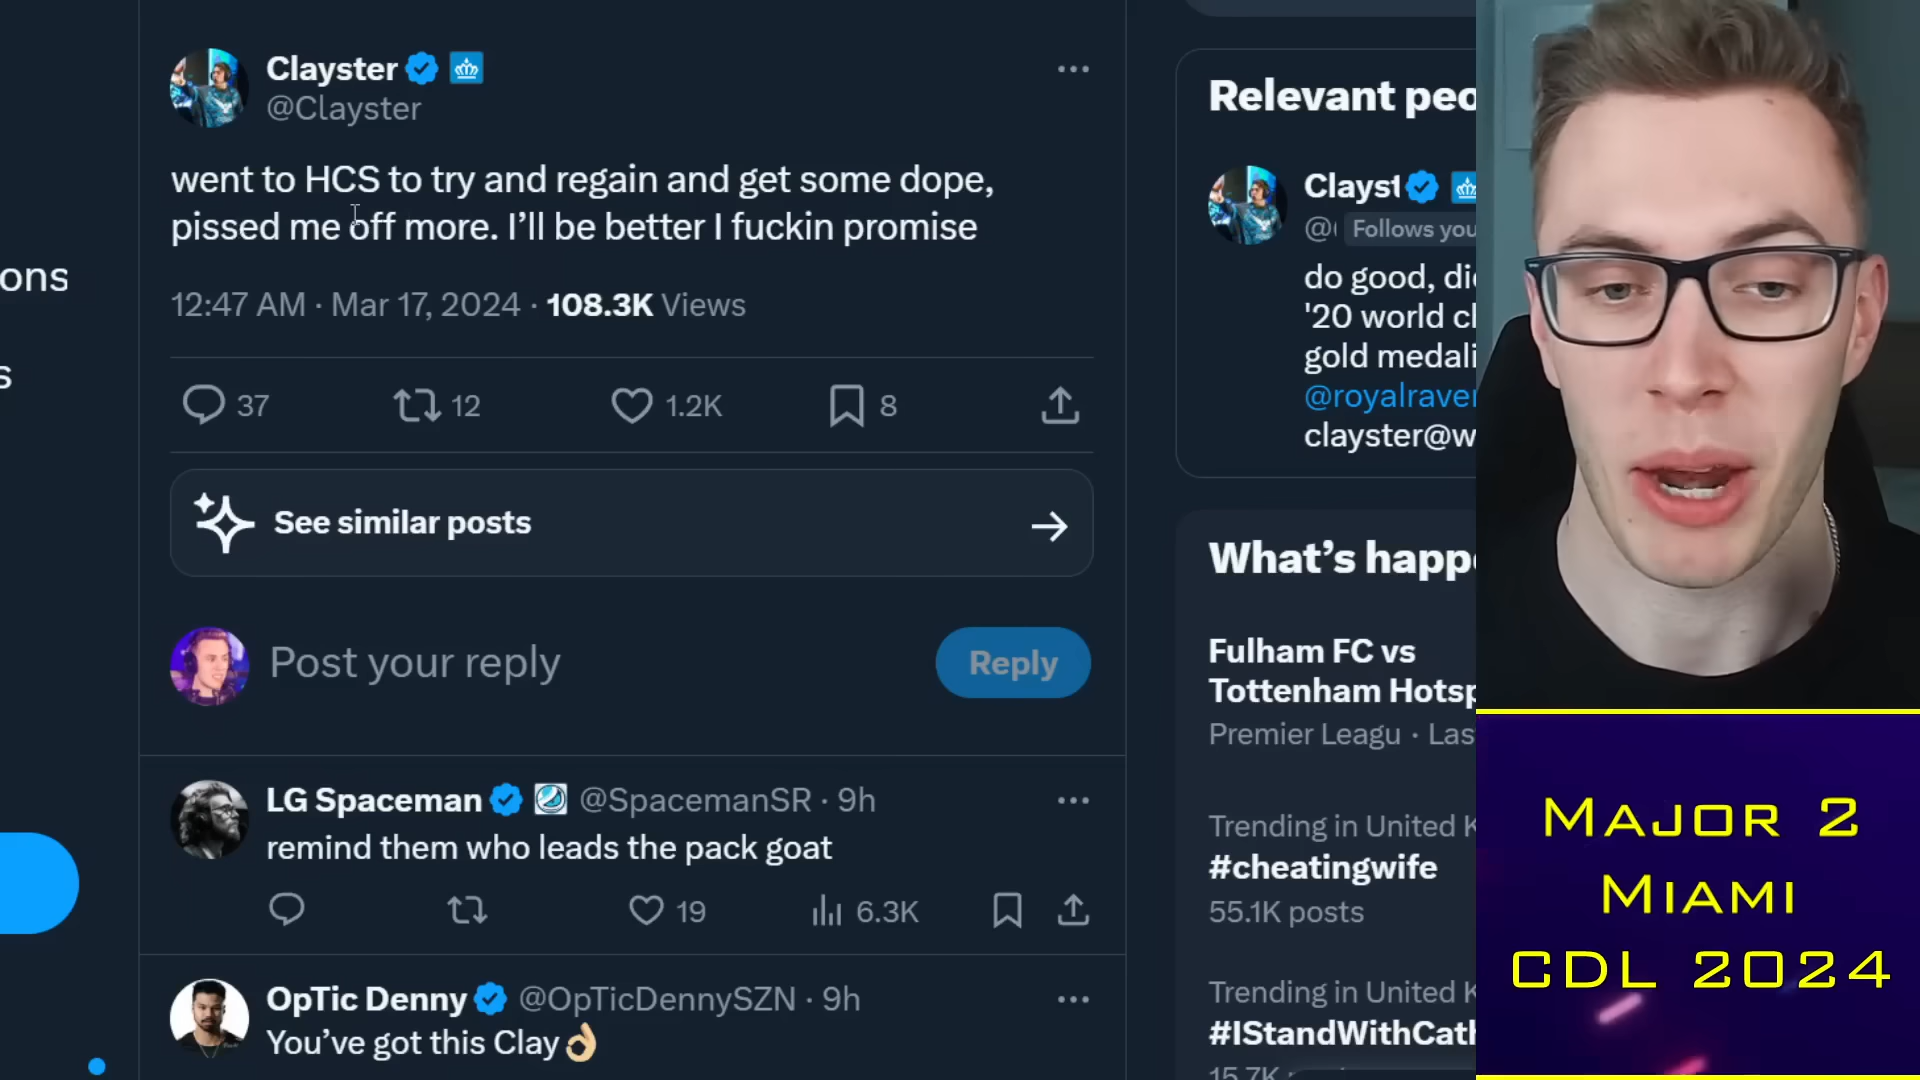 ons
s
Clayster
@Clayster
went to HCS to try and regain and get some dope,
pissed me off more. I’ll be better I fuckin promise
12:47 AM · Mar 17, 2024 · 108.3K Views
37
12
1.2K
8
See similar posts
Post your reply
Reply
LG Spaceman @SpacemanSR · 9h
remind them who leads the pack goat
19
6.3K
OpTic Denny @OpTicDennySZN · 9h
You’ve got this Clay👌🏼
Relevant peo
Clayst
@(
Follows you
do good, di
'20 world cl
gold medali
@royalraver
clayster@w
What’s happe
Fulham FC vs
Tottenham Hotsp
Premier Leagu · Las
Trending in United K
#cheatingwife
55.1K posts
Trending in United K
#IStandWithCath
15.7K
Major 2
Miami
CDL 2024